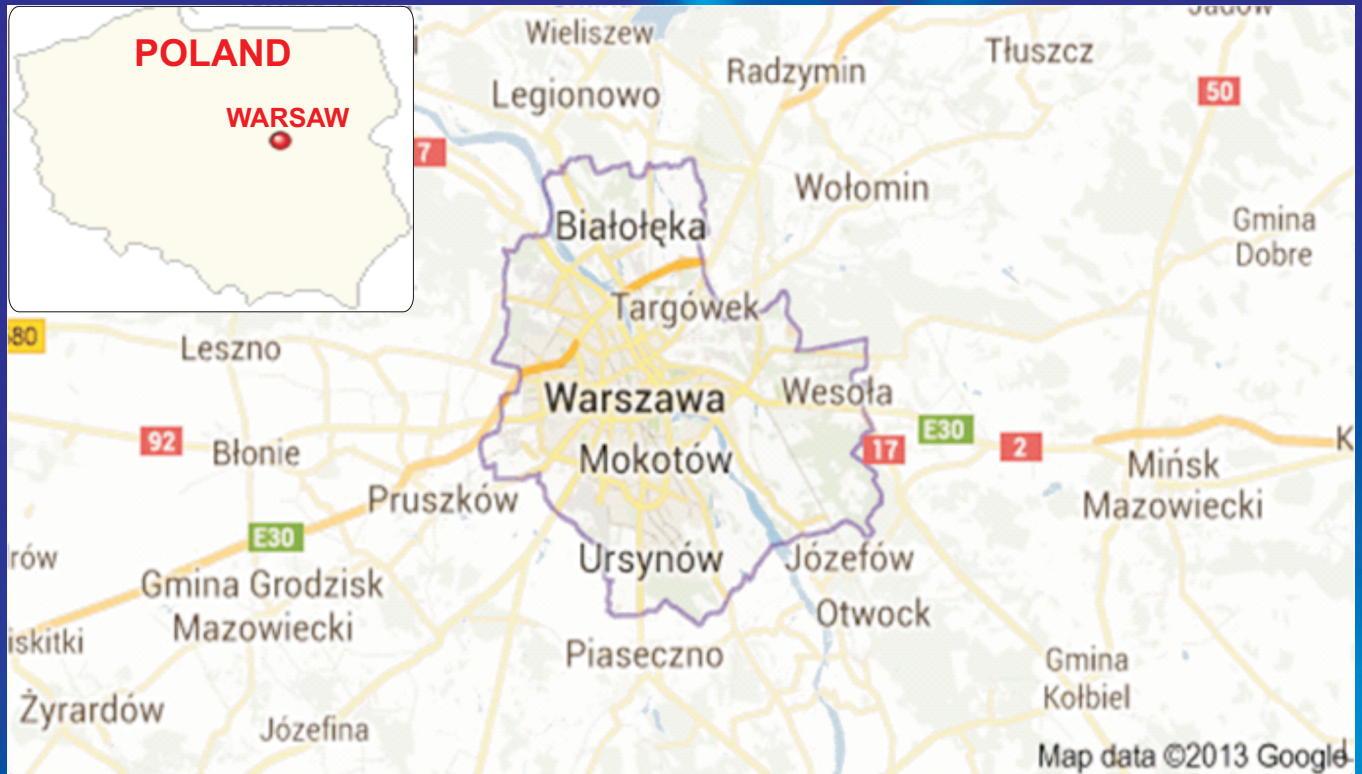 POLAND
WARSAW
Wieliszew
Tłuszcz
Radzymin
50
Legionowo
7
Wołomin
Białołęka
Gmina
Dobre
Targówek
80
Leszno
Wesoła
Warszawa
E30
92
17
2
Błonie
Mokotów
Mińsk
Mazowiecki
Pruszków
E30
Ursynów
Józefów
rów
Gmina Grodzisk
Mazowiecki
Otwock
iskitki
Piaseczno
Gmina
Kołbiel
Żyrardów
Józefina
Map data ©2013 Google